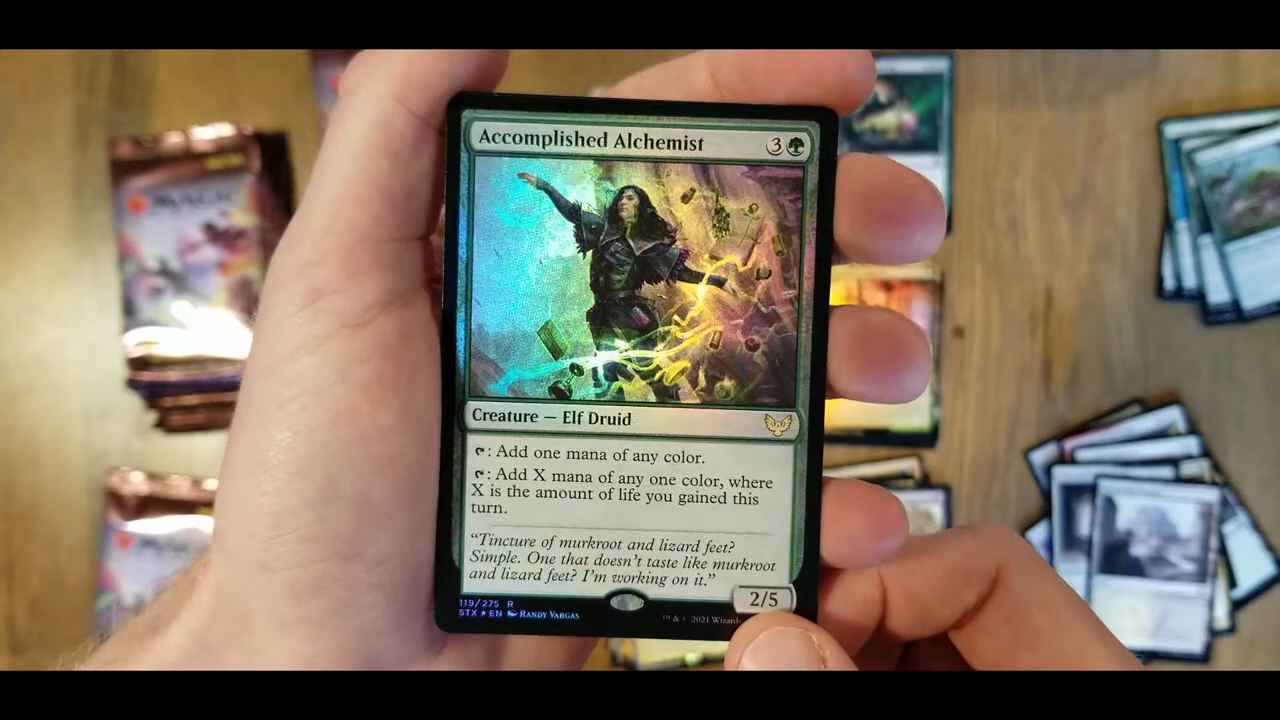 Accomplished Alchemist 3
Creature — Elf Druid
: Add one mana of any color.
: Add X mana of any one color, where
X is the amount of life you gained this
turn.
“Tincture of murkroot and lizard feet?
Simple. One that doesn’t taste like murkroot
and lizard feet? I’m working on it.”
2/5
119/275 R
STX ★ EN RANDY VARGAS
™ & © 2021 Wizards
MAGIC